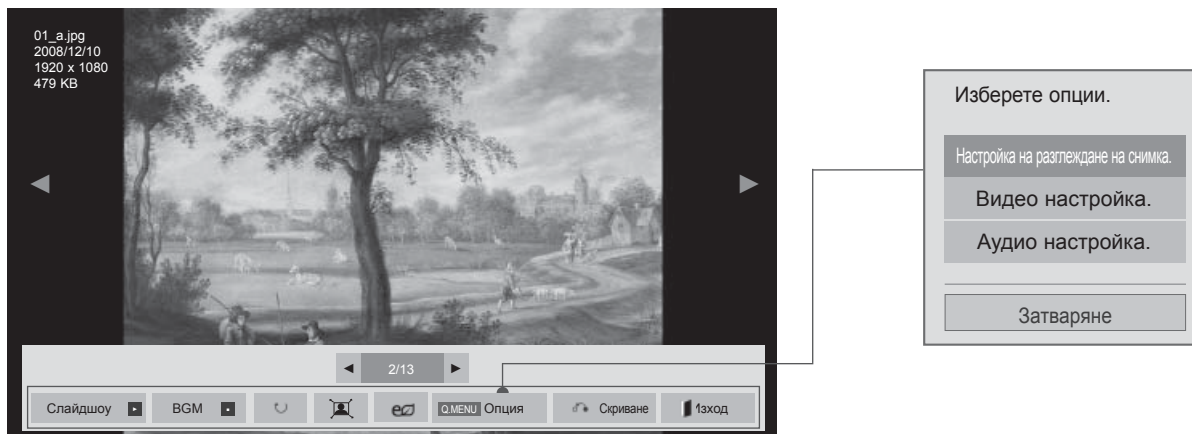 01_a.jpg
2008/12/10
1920 x 1080
479 KB
2/13
Слайдшоу BGM Q.MENU Опция Скриване Изход
Изберете опции.
Настройка на разглеждане на снимка.
Видео настройка.
Аудио настройка.
Затваряне